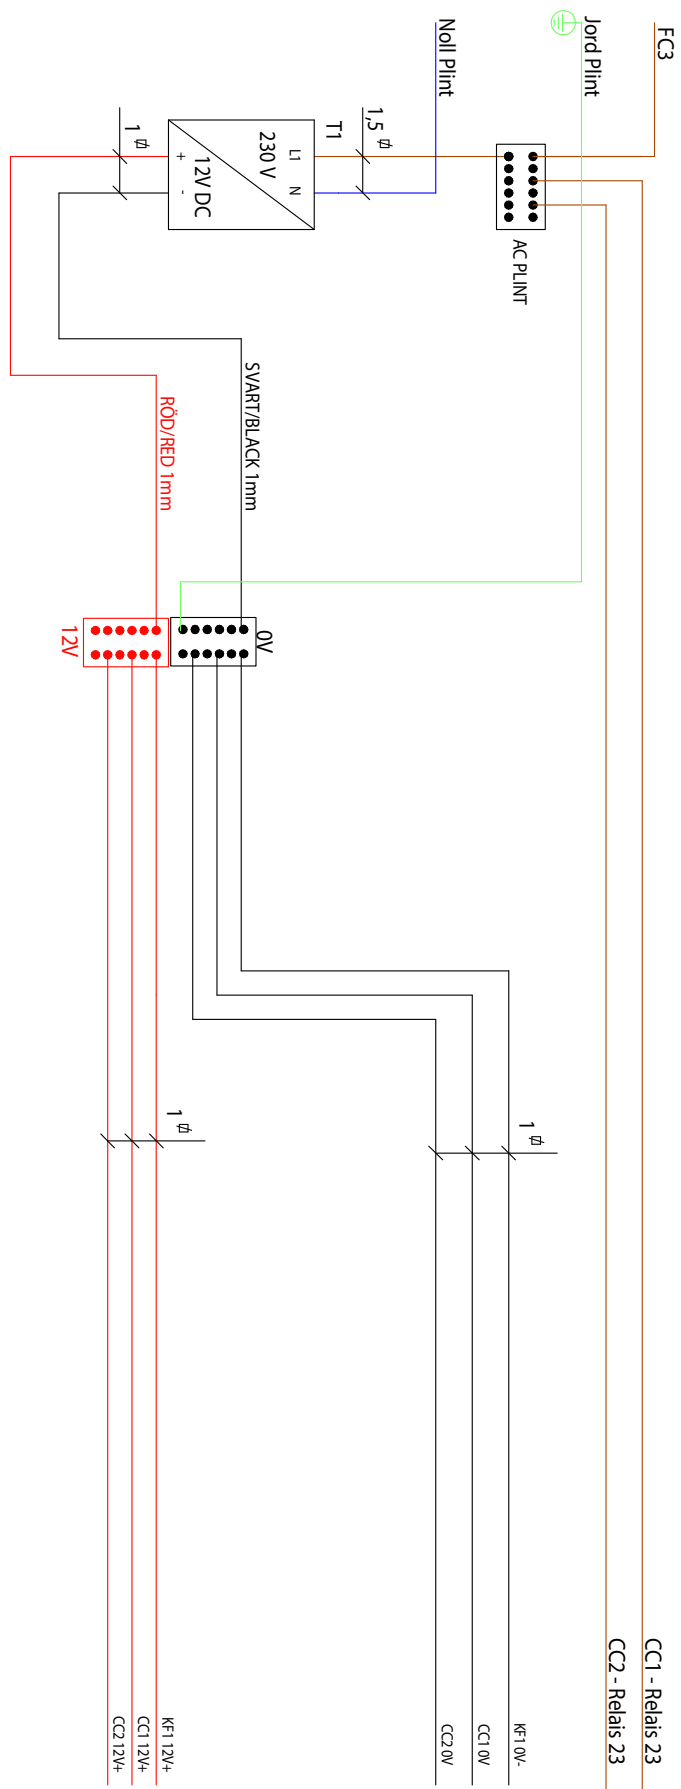 FC3
Jord Plint
Noll Plint
AC PLINT
1,5
T1
L1
N
230 V
12V DC
+
-
1
SVART/BLACK 1mm
RÖD/RED 1mm
0V
12V
1
1
CC1 - Relais 23
CC2 - Relais 23
KF1 0V-
CC1 0V
CC2 0V
KF1 12V+
CC1 12V+
CC2 12V+